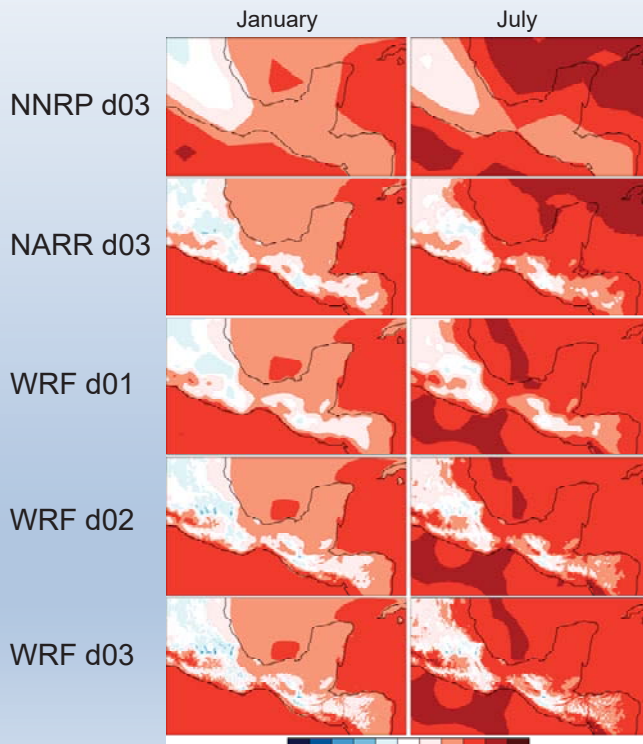 January July
NNRP d03
NARR d03
WRF d01
WRF d02
WRF d03